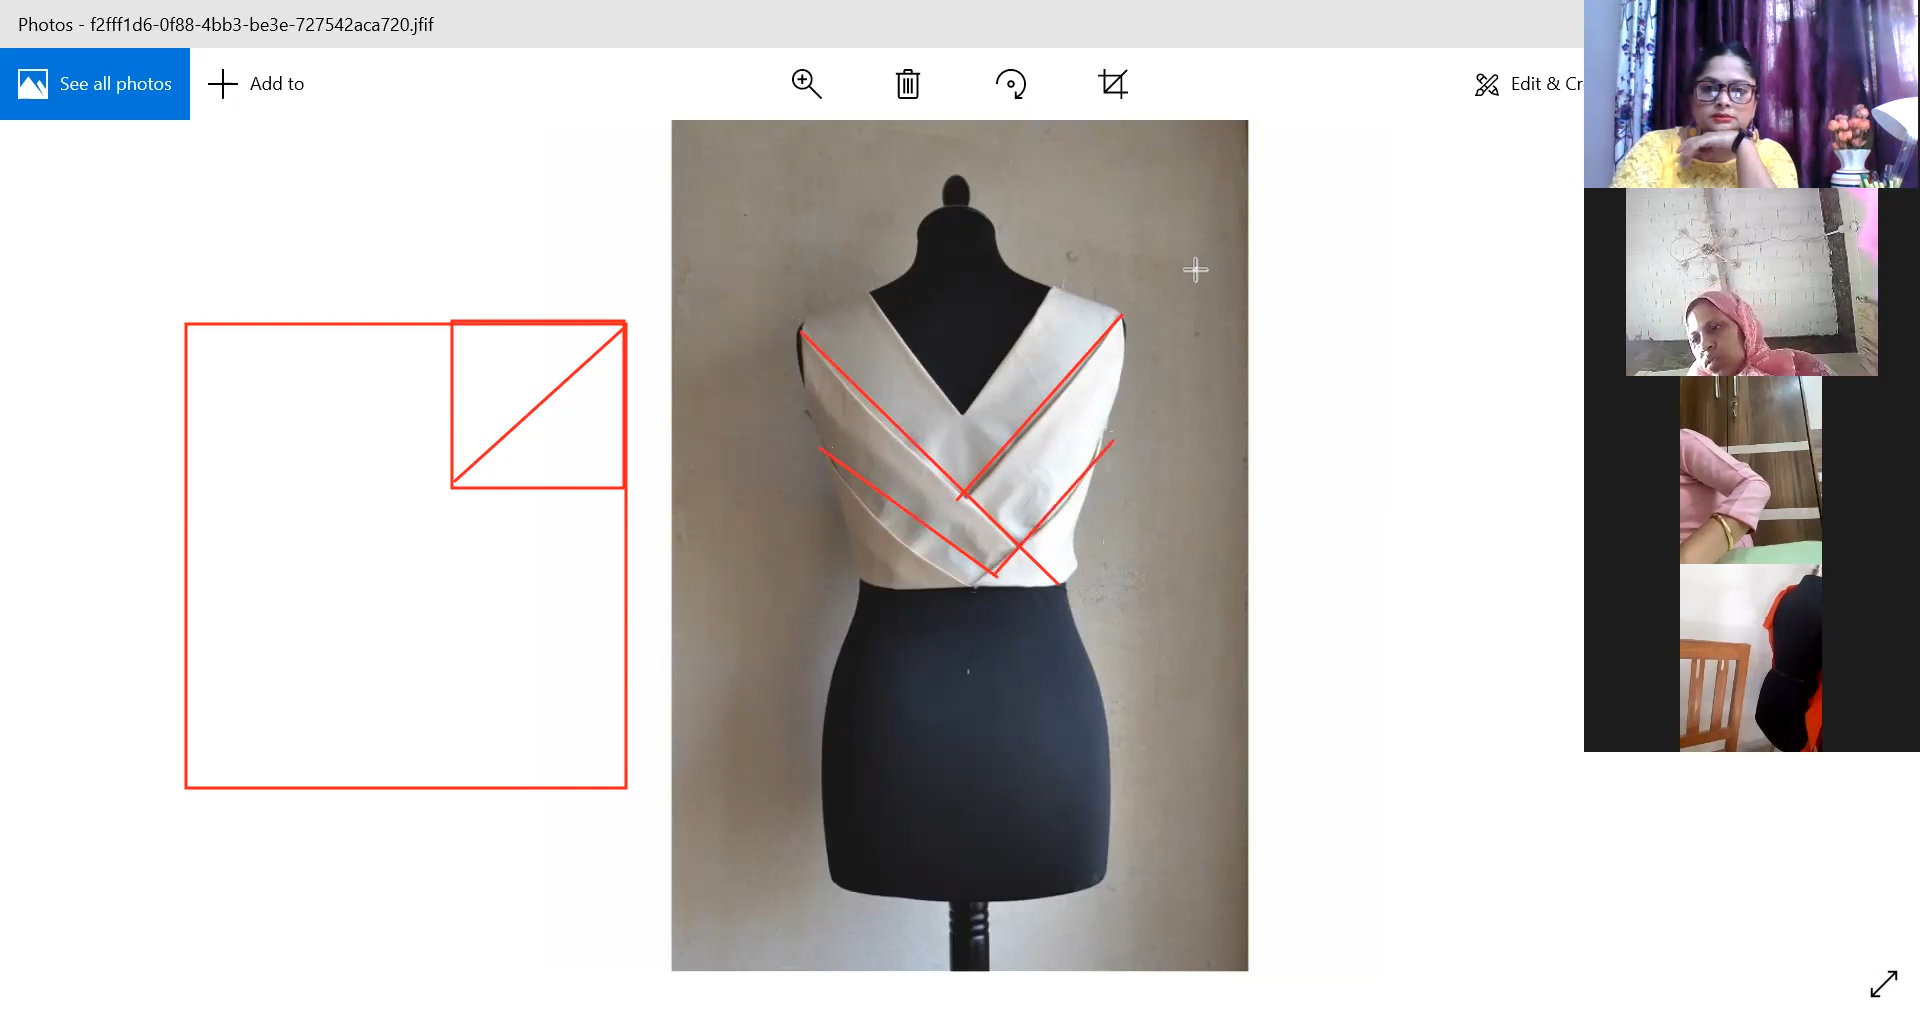 Photos - f2fff1d6-0f88-4bb3-be3e-727542aca720.jfif
See all photos
Add to
Edit & Cr